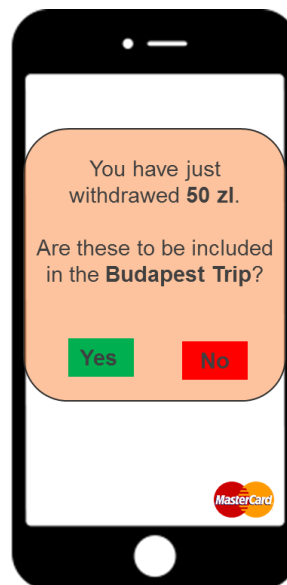 You have just
withdrawed 50 zl.
Are these to be included
in the Budapest Trip?
Yes
No
MasterCard